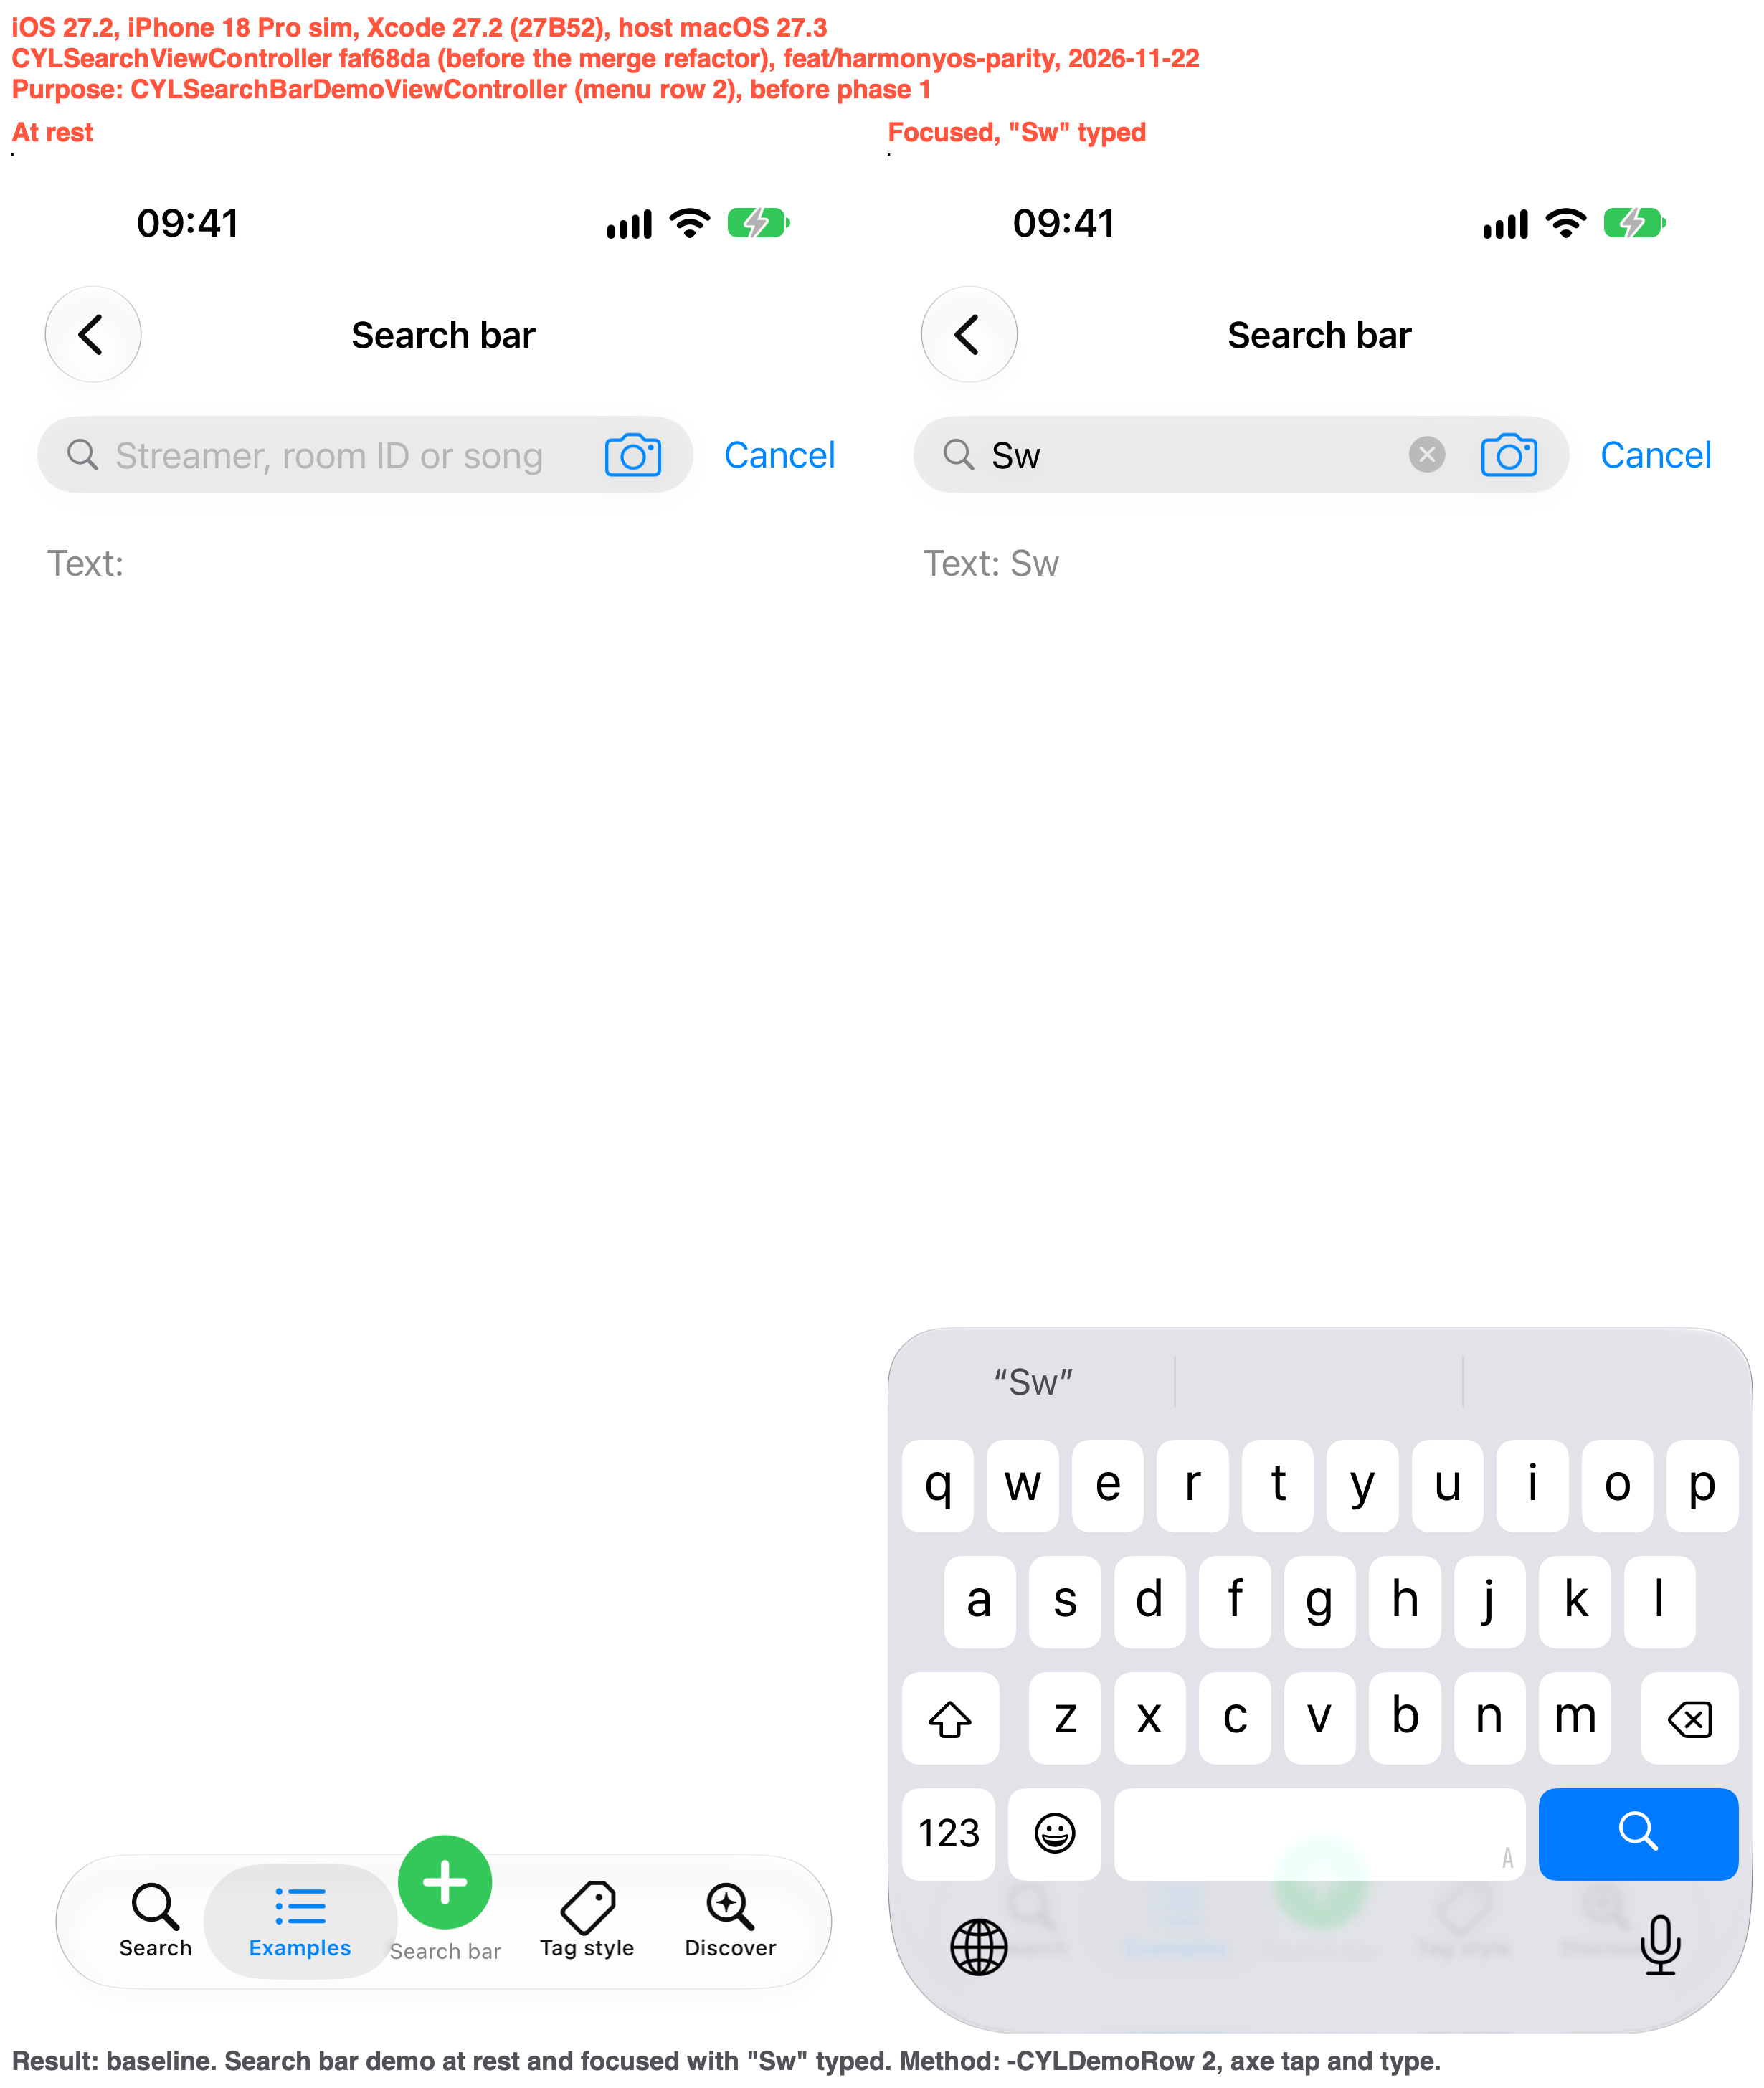 iOS 27.2, iPhone 18 Pro sim, Xcode 27.2 (27B52), host macOS 27.3
CYLSearchViewController faf68da (before the merge refactor), feat/harmonyos-parity, 2026-11-22
Purpose: CYLSearchBarDemoViewController (menu row 2), before phase 1
At rest
09:41
Search bar
Streamer, room ID or song
Cancel
Text:
Search
Examples
Search bar
Tag style
Discover
Focused, "Sw" typed
09:41
Search bar
Sw
Cancel
Text: Sw
“Sw”
q w e r t y u i o p
a s d f g h j k l
z x c v b n m
123
A
Result: baseline. Search bar demo at rest and focused with "Sw" typed. Method: -CYLDemoRow 2, axe tap and type.